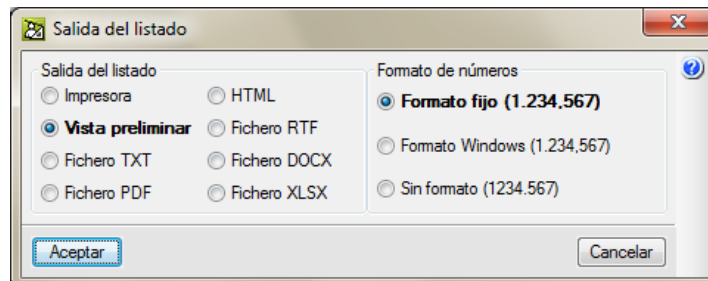 Salida del listado
Salida del listado
Impresora
HTML
Vista preliminar
Fichero RTF
Fichero TXT
Fichero DOCX
Fichero PDF
Fichero XLSX
Formato de números
Formato fijo (1.234,567)
Formato Windows (1.234,567)
Sin formato (1234.567)
Aceptar
Cancelar